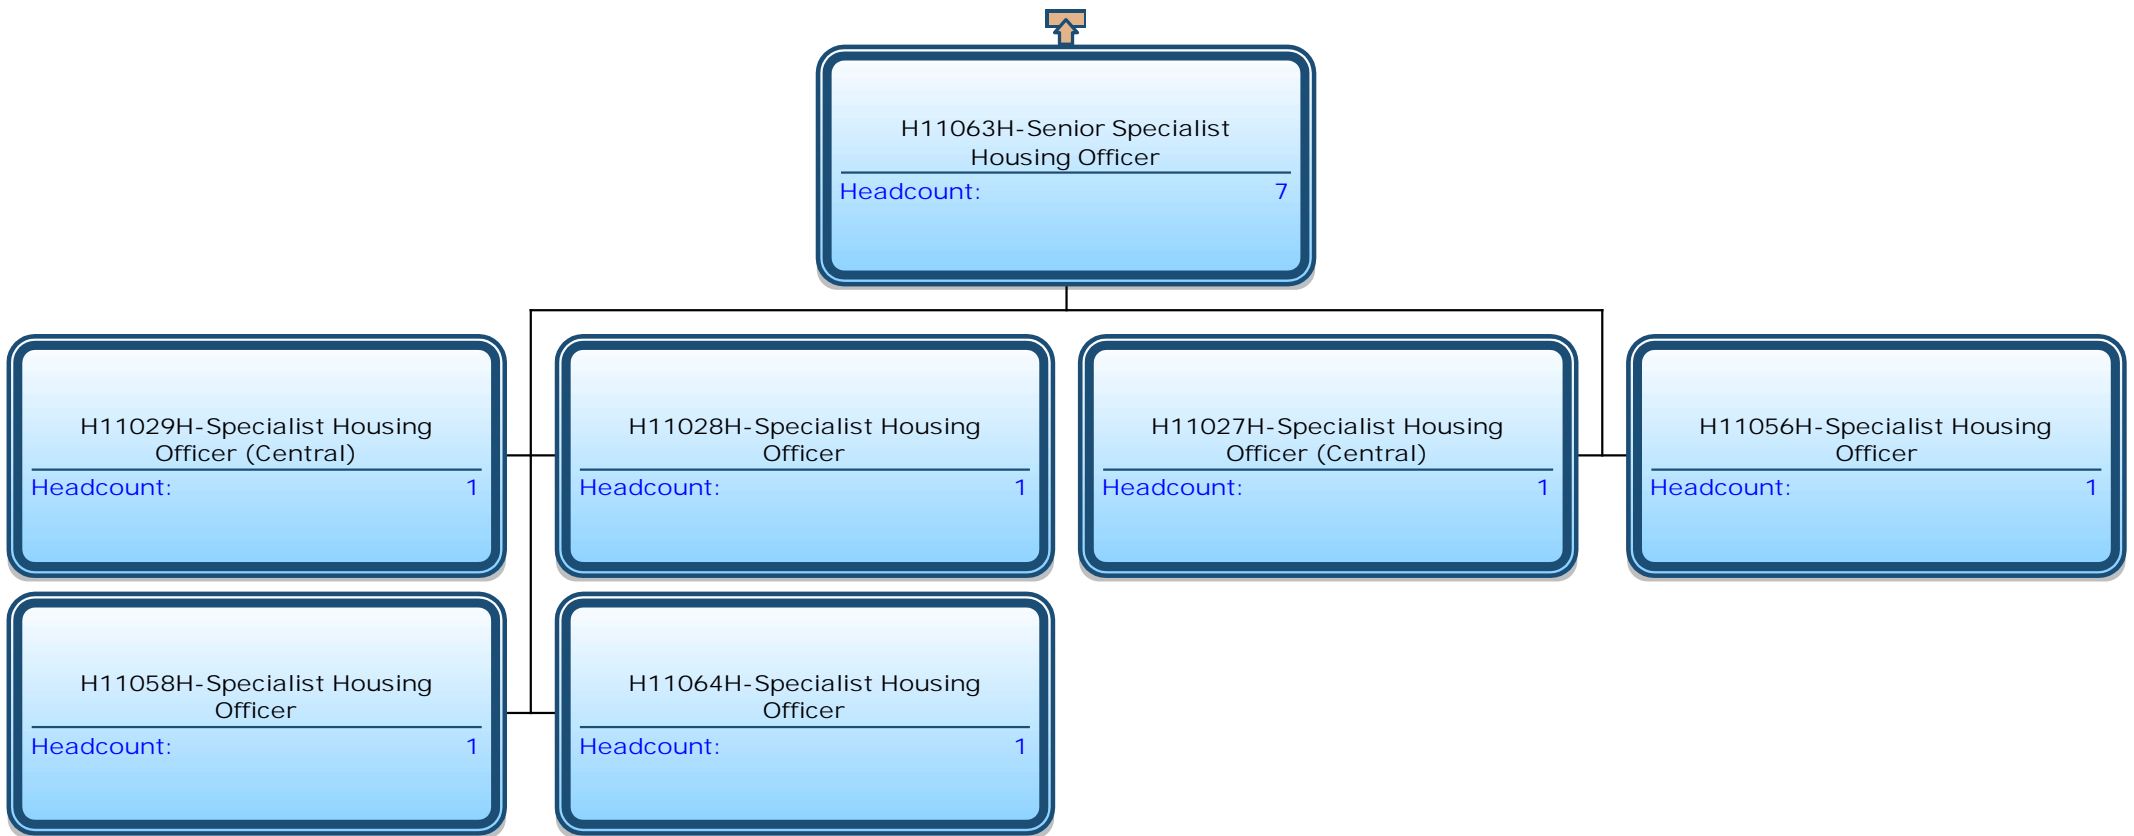 H11063H-Senior Specialist
Housing Officer
Headcount: 7
H11029H-Specialist Housing
Officer (Central)
Headcount: 1
H11028H-Specialist Housing
Officer
Headcount: 1
H11027H-Specialist Housing
Officer (Central)
Headcount: 1
H11056H-Specialist Housing
Officer
Headcount: 1
H11058H-Specialist Housing
Officer
Headcount: 1
H11064H-Specialist Housing
Officer
Headcount: 1